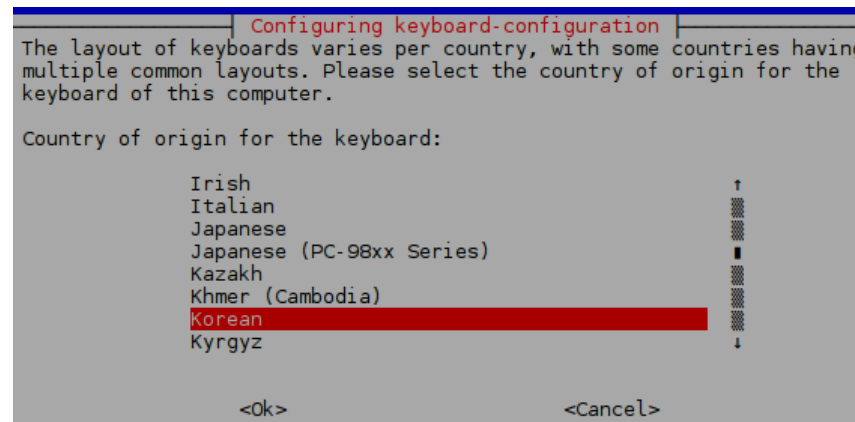 Configuring keyboard-configuration
The layout of keyboards varies per country, with some countries having
multiple common layouts. Please select the country of origin for the
keyboard of this computer.
Country of origin for the keyboard:
Irish
Italian
Japanese
Japanese (PC-98xx Series)
Kazakh
Khmer (Cambodia)
Korean
Kyrgyz
<Ok> <Cancel>